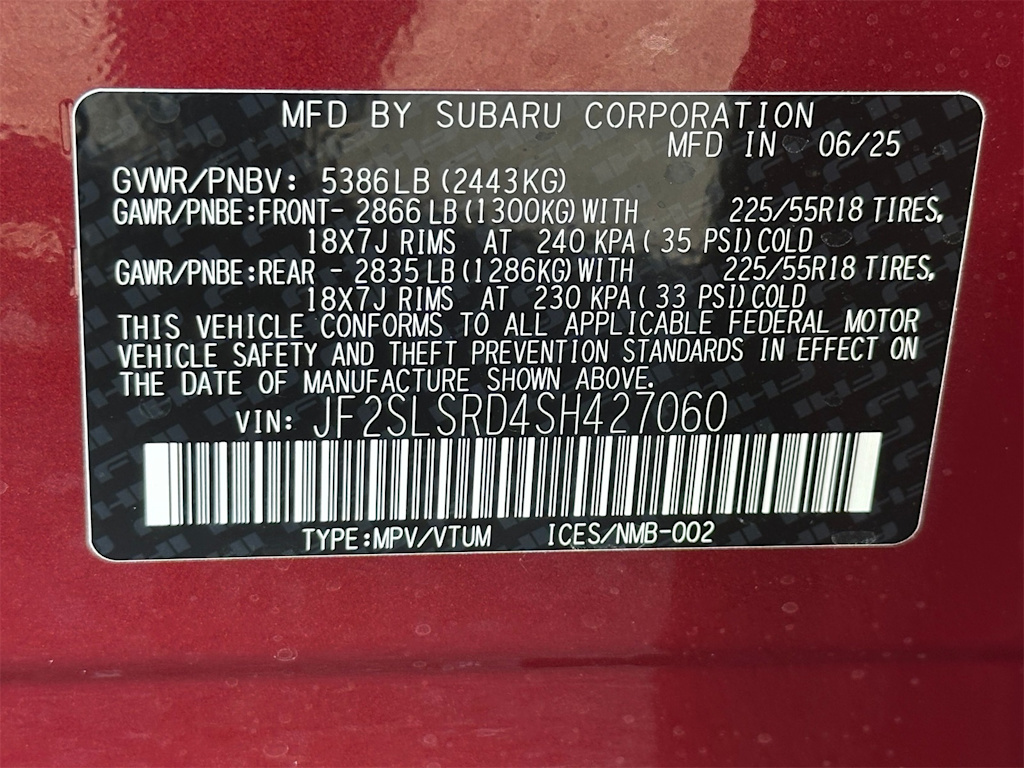 MFD BY SUBARU CORPORATION
MFD IN 06/25
GVWR/PNBV: 5386LB (2443KG)
GAWR/PNBE:FRONT- 2866 LB (1300KG) WITH 225/55R18 TIRES,
18X7J RIMS AT 240 KPA ( 35 PSI) COLD
GAWR/PNBE:REAR - 2835 LB (1286KG) WITH 225/55R18 TIRES,
18X7J RIMS AT 230 KPA ( 33 PSI) COLD
THIS VEHICLE CONFORMS TO ALL APPLICABLE FEDERAL MOTOR
VEHICLE SAFETY AND THEFT PREVENTION STANDARDS IN EFFECT ON
THE DATE OF MANUFACTURE SHOWN ABOVE.
VIN: JF2SLSRD4SH427060
TYPE:MPV/VTUM ICES/NMB-002